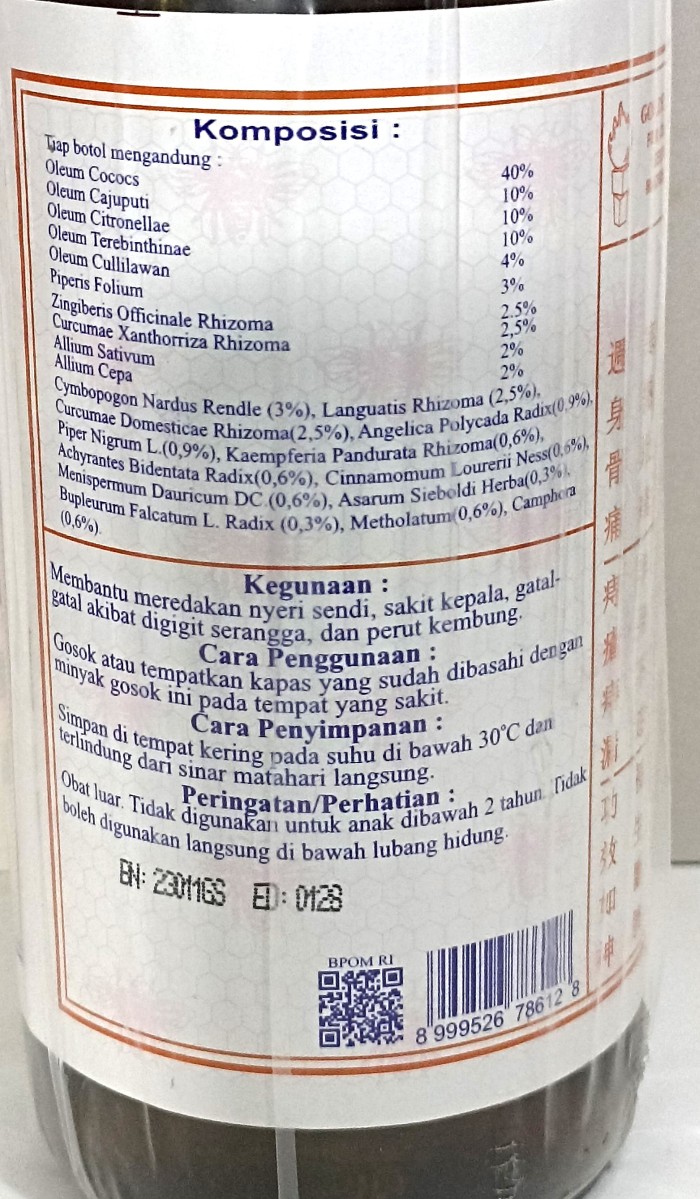 Komposisi :
Tiap botol mengandung :
Oleum Cococs 40%
Oleum Cajuputi 10%
Oleum Citronellae 10%
Oleum Terebinthinae 10%
Oleum Cullilawan 4%
Piperis Folium 3%
Zingiberis Officinale Rhizoma 2.5%
Curcumae Xanthorriza Rhizoma 2,5%
Allium Sativum 2%
Allium Cepa 2%
Cymbopogon Nardus Rendle (3%), Languatis Rhizoma (2,5%),
Curcumae Domesticae Rhizoma(2,5%), Angelica Polycada Radix(0,9%),
Piper Nigrum L.(0,9%), Kaempferia Pandurata Rhizoma(0,6%),
Achyrantes Bidentata Radix(0,6%), Cinnamomum Lourerii Ness(0,6%),
Menispermum Dauricum DC.(0,6%), Asarum Sieboldi Herba(0,3%),
Bupleurum Falcatum L. Radix (0,3%), Metholatum(0,6%), Camphora
(0,6%).
Kegunaan :
Membantu meredakan nyeri sendi, sakit kepala, gatal-
gatal akibat digigit serangga, dan perut kembung.
Cara Penggunaan :
Gosok atau tempatkan kapas yang sudah dibasahi dengan
minyak gosok ini pada tempat yang sakit.
Cara Penyimpanan :
Simpan di tempat kering pada suhu di bawah 30°C dan
terlindung dari sinar matahari langsung.
Peringatan/Perhatian :
Obat luar. Tidak digunakan untuk anak dibawah 2 tahun. Tidak
boleh digunakan langsung di bawah lubang hidung.
BN: 23011GS ED: 0128
BPOM RI
8 999526 78612 8
週身骨痛
功效如神